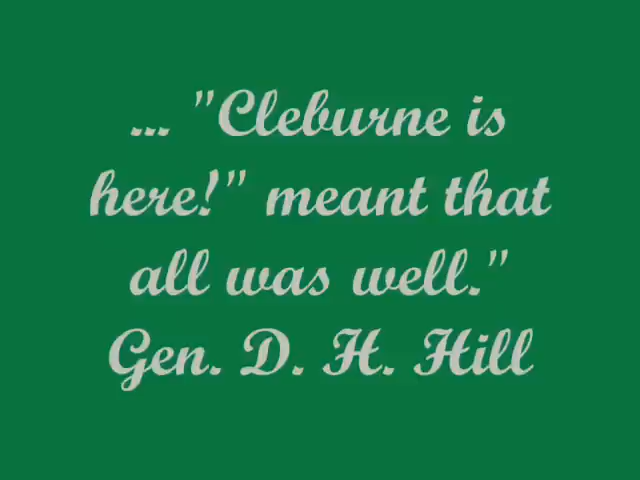 ... "Cleburne is
here!" meant that
all was well."
Gen. D. H. Hill